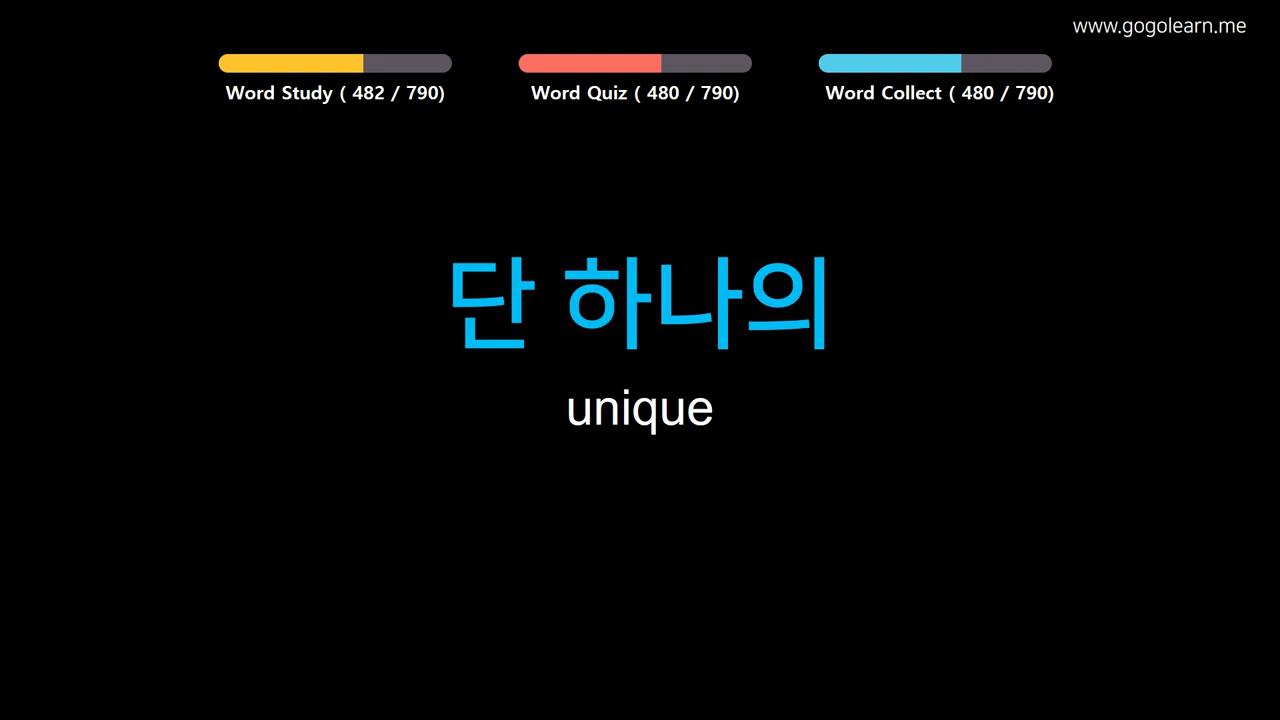 www.gogolearn.me
Word Study ( 482 / 790)
Word Quiz ( 480 / 790)
Word Collect ( 480 / 790)
단 하나의
unique